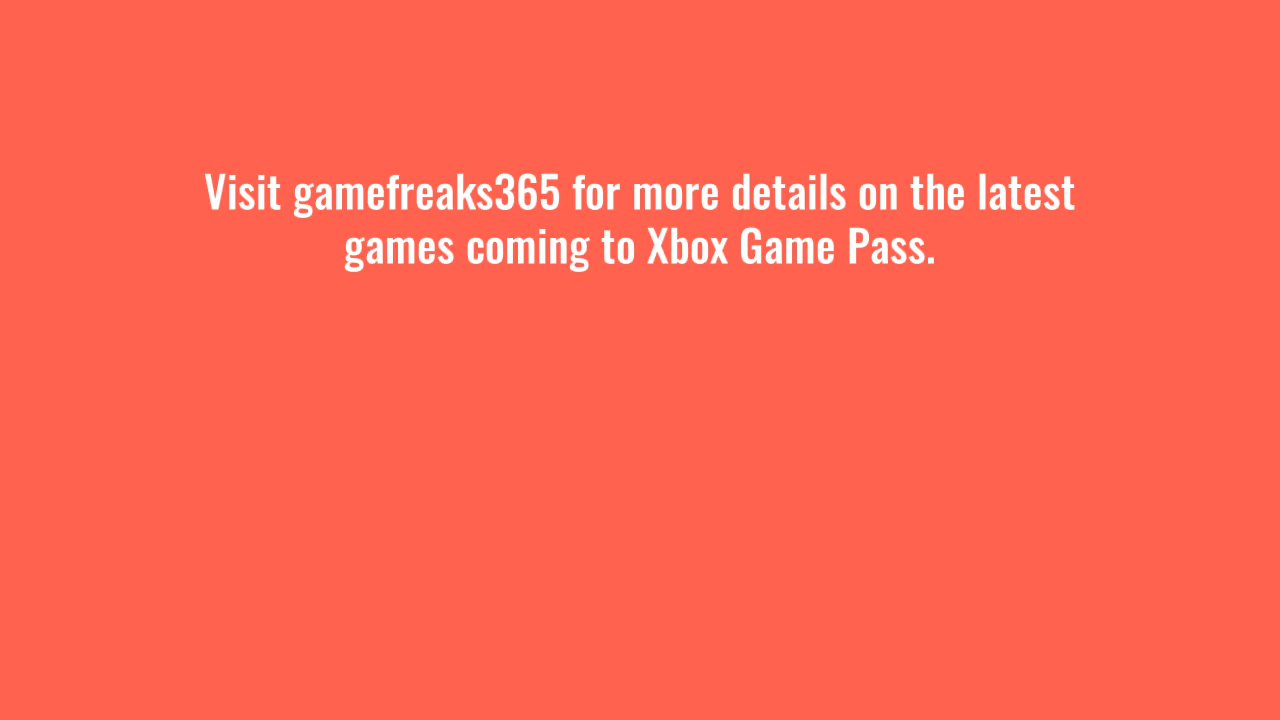 Visit gamefreaks365 for more details on the latest
games coming to Xbox Game Pass.